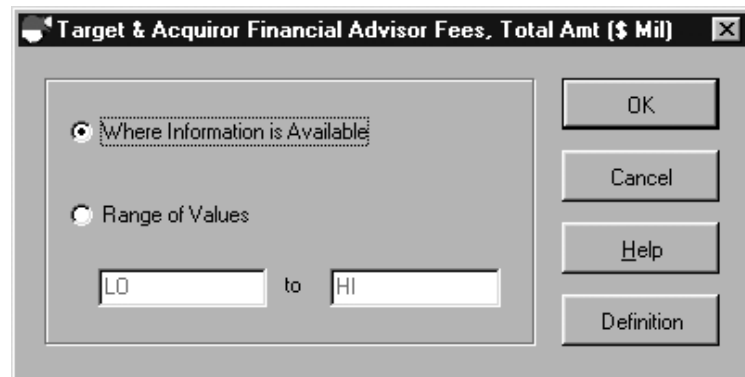 Target & Acquiror Financial Advisor Fees, Total Amt ($ Mil)
Where Information is Available
Range of Values
LO to HI
OK
Cancel
Help
Definition